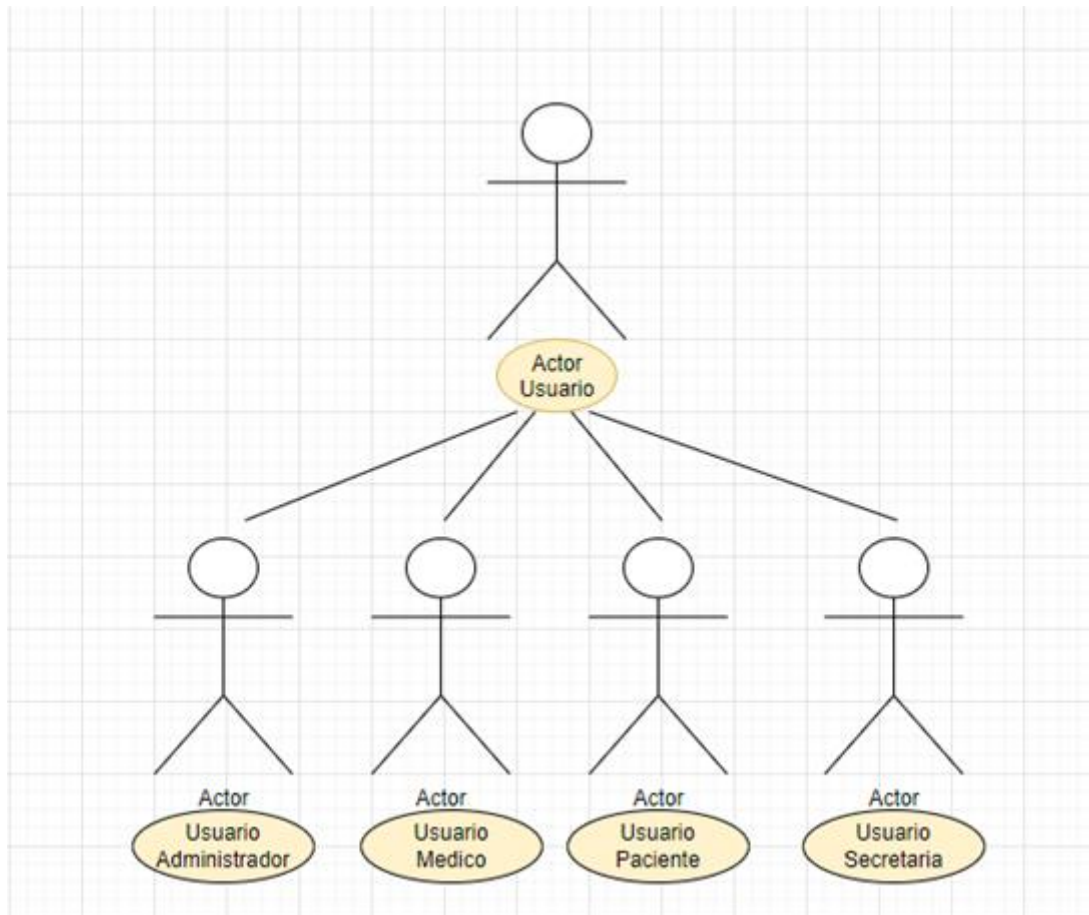 Actor
Usuario
Actor
Usuario
Administrador
Actor
Usuario
Medico
Actor
Usuario
Paciente
Actor
Usuario
Secretaria